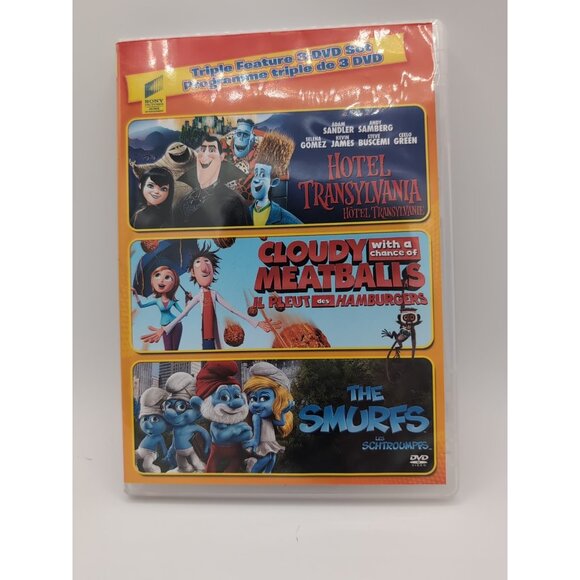 Triple Feature 3 DVD Set
Programme triple de 3 DVD
SONY
ADAM SANDLER ANDY SAMBERG
SELENA GOMEZ KEVIN JAMES STEVE BUSCEMI CEELO GREEN
HOTEL
TRANSYLVANIA
HÔTEL TRANSYLVANIE
CLOUDY with a chance of
MEATBALLS
IL PLEUT des HAMBURGERS
THE
SMURFS
LES
SCHTROUMPFS
DVD
VIDEO